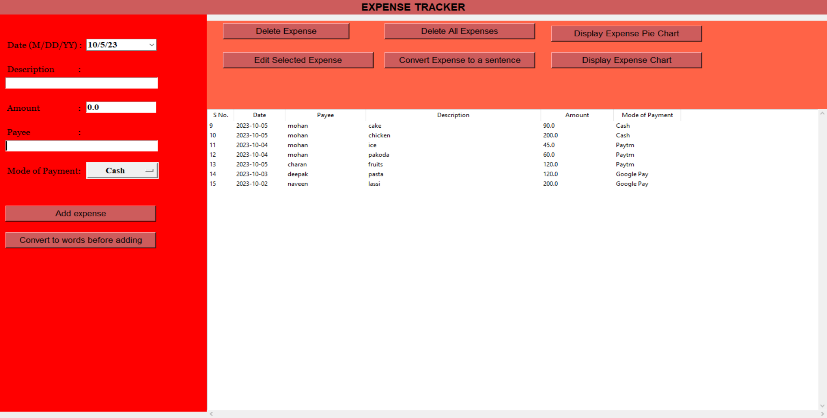 EXPENSE TRACKER
Date (M/DD/YY) : 10/5/23
Description :
Amount : 0.0
Payee :
Mode of Payment: Cash
Add expense
Convert to words before adding
Delete Expense Delete All Expenses Display Expense Pie Chart
Edit Selected Expense Convert Expense to a sentence Display Expense Chart
S No. Date Payee Description Amount Mode of Payment
9 2023-10-05 mohan cake 90.0 Cash
10 2023-10-05 mohan chicken 200.0 Cash
11 2023-10-04 mohan ice 45.0 Paytm
12 2023-10-04 mohan pakoda 60.0 Paytm
13 2023-10-05 charan fruits 120.0 Paytm
14 2023-10-03 deepak pasta 120.0 Google Pay
15 2023-10-02 naveen lassi 200.0 Google Pay